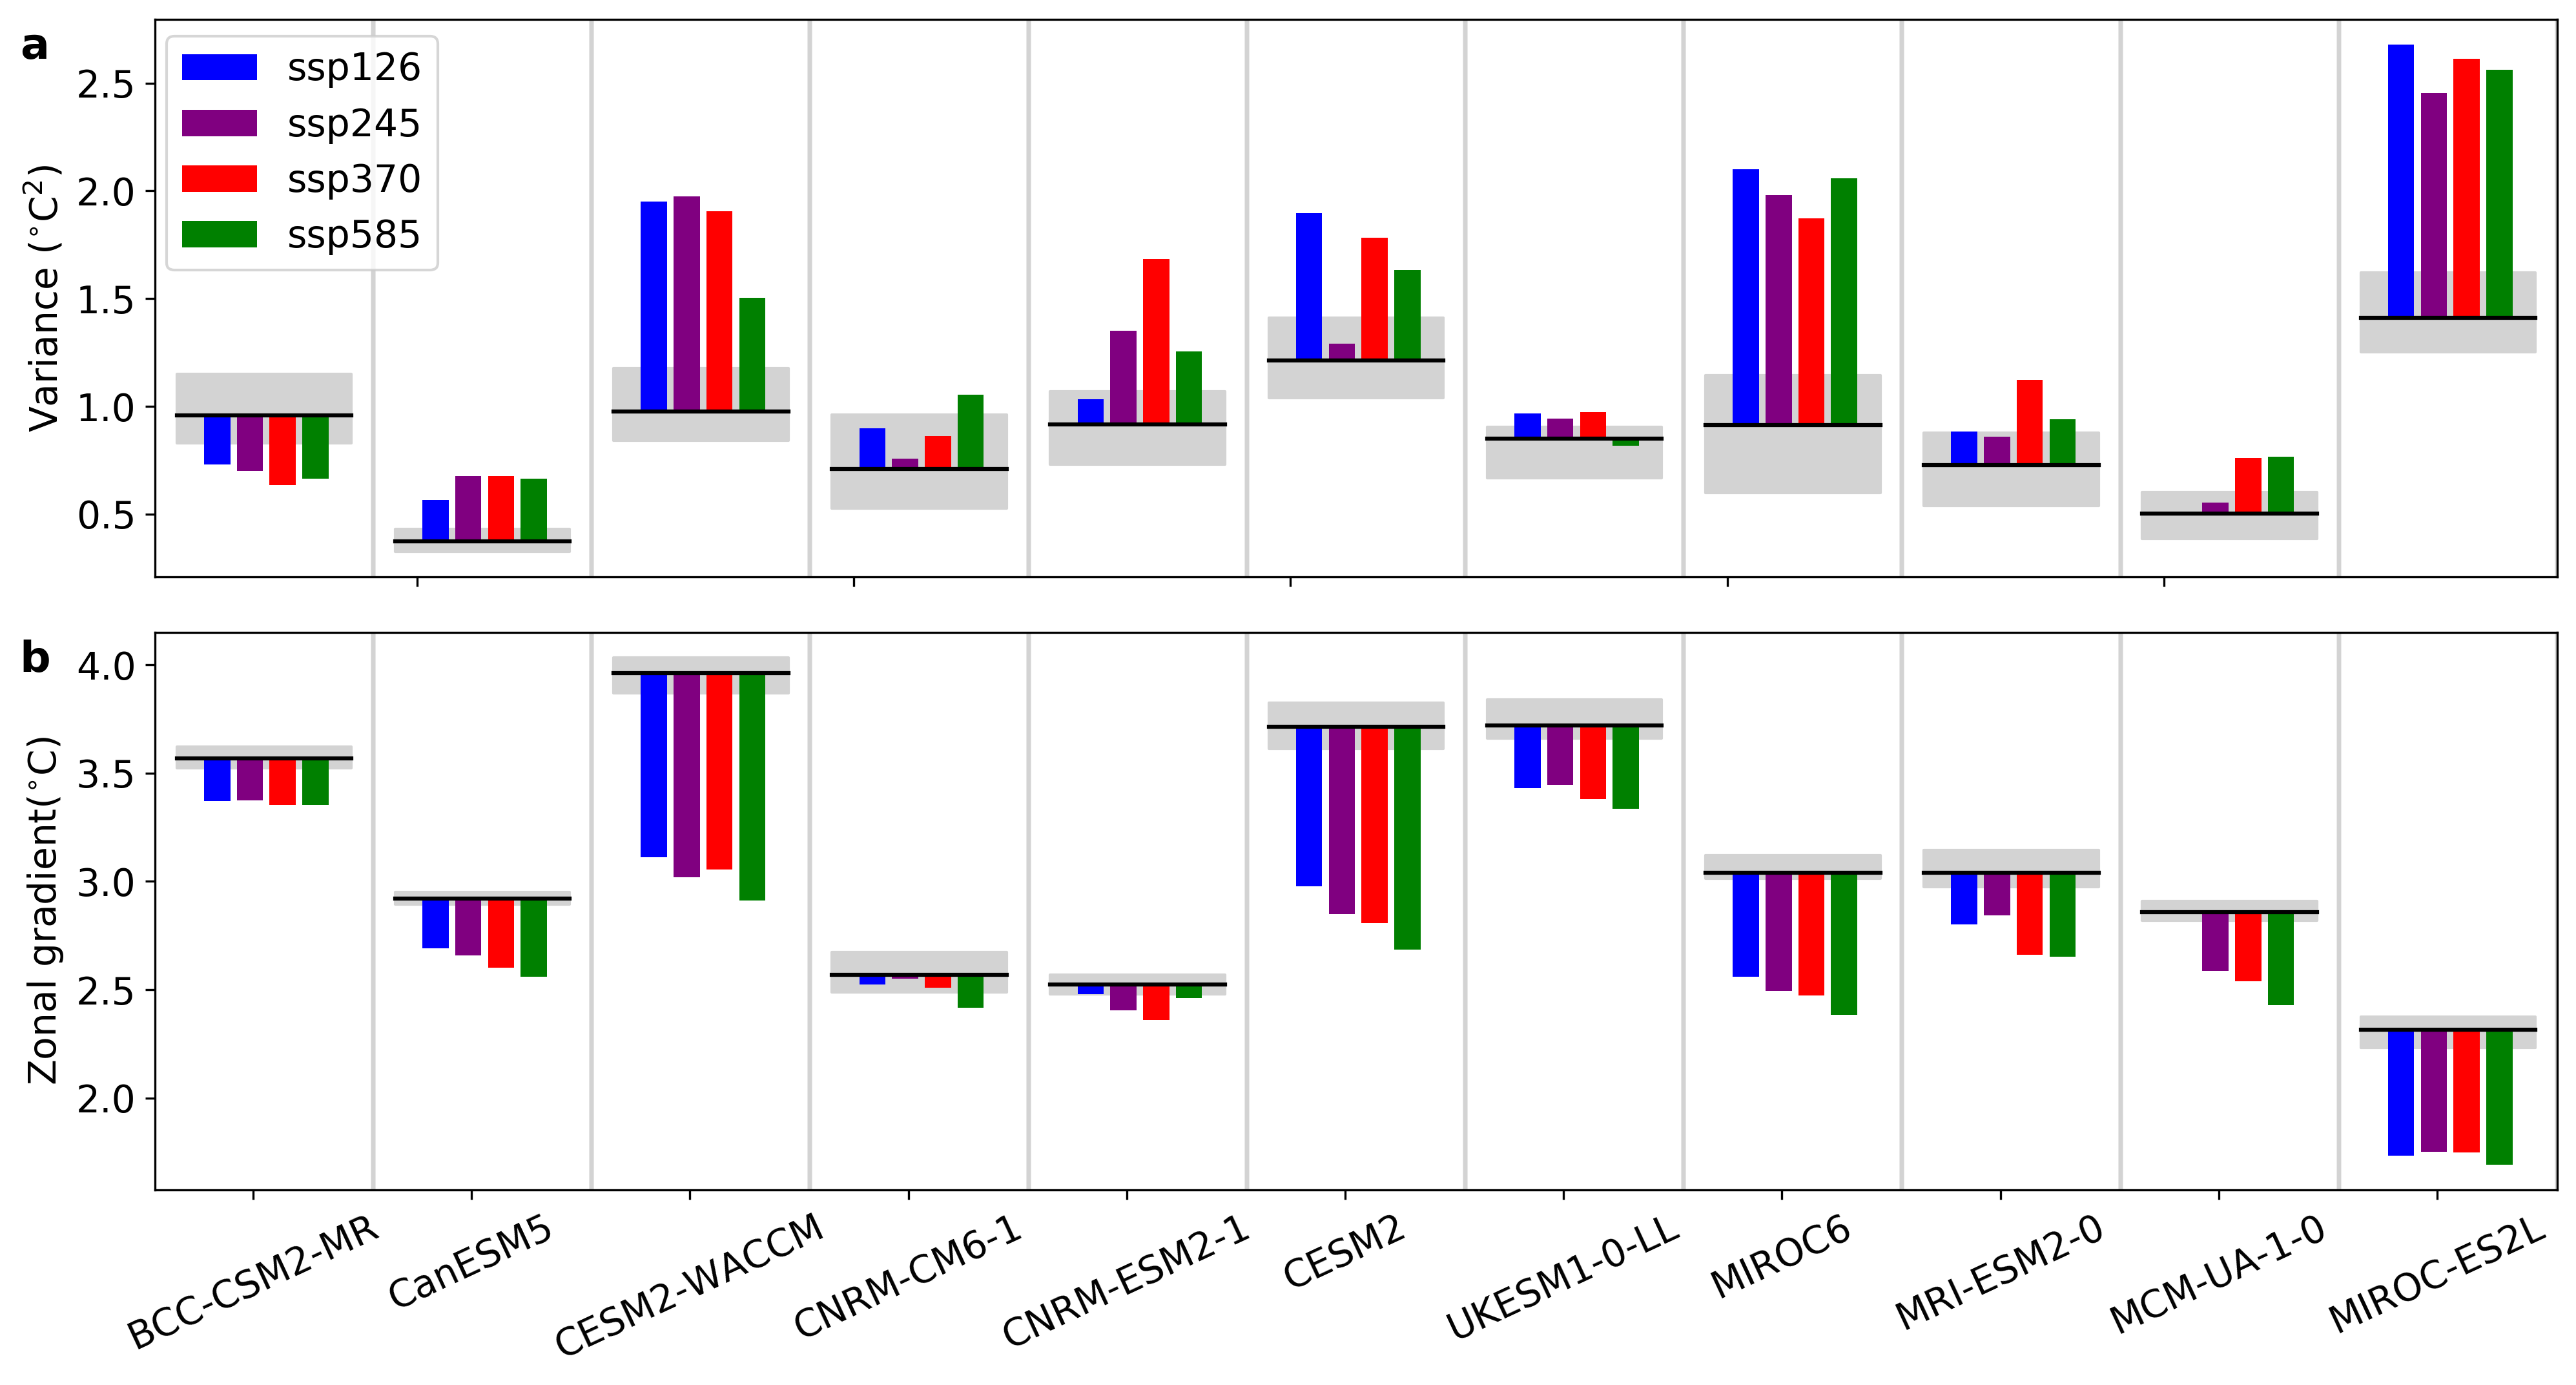 a
ssp126
ssp245
ssp370
ssp585
2.5
2.0
1.5
1.0
0.5
Variance (°C²)
b
4.0
3.5
3.0
2.5
2.0
Zonal gradient(°C)
BCC-CSM2-MR
CanESM5
CESM2-WACCM
CNRM-CM6-1
CNRM-ESM2-1
CESM2
UKESM1-0-LL
MIROC6
MRI-ESM2-0
MCM-UA-1-0
MIROC-ES2L